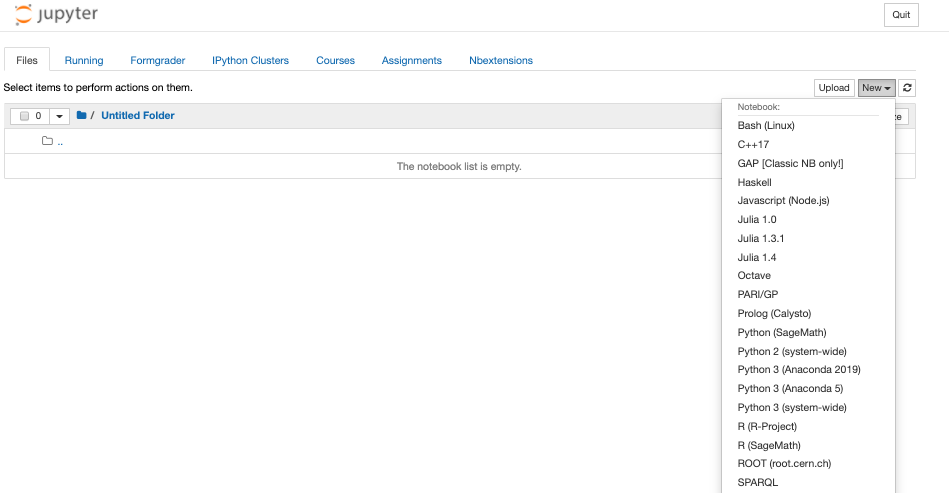 jupyter
Quit
Files Running Formgrader IPython Clusters Courses Assignments Nbextensions
Select items to perform actions on them.
Upload New
0 / Untitled Folder
..
The notebook list is empty.
Notebook:
Bash (Linux)
C++17
GAP [Classic NB only!]
Haskell
Javascript (Node.js)
Julia 1.0
Julia 1.3.1
Julia 1.4
Octave
PARI/GP
Prolog (Calysto)
Python (SageMath)
Python 2 (system-wide)
Python 3 (Anaconda 2019)
Python 3 (Anaconda 5)
Python 3 (system-wide)
R (R-Project)
R (SageMath)
ROOT (root.cern.ch)
SPARQL